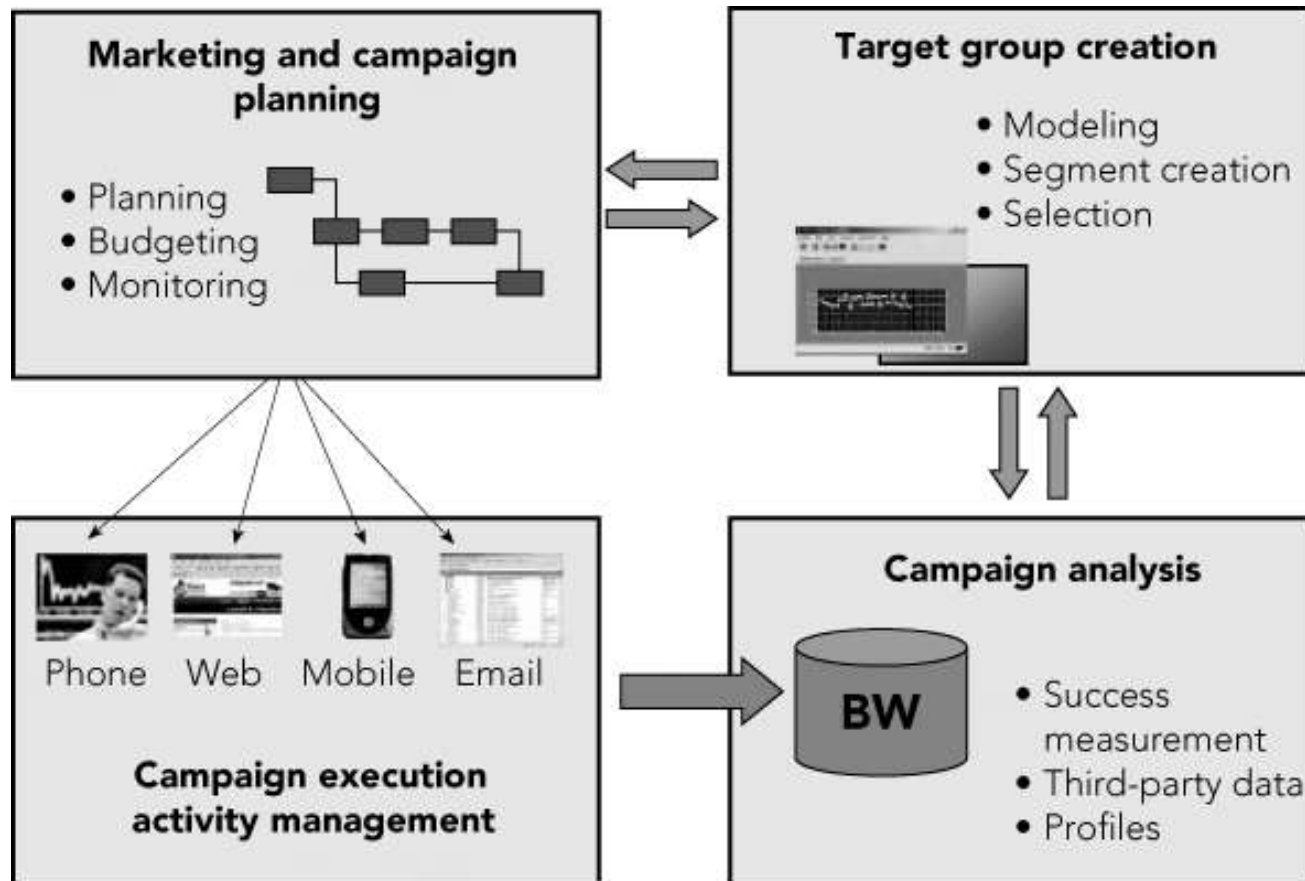 Marketing and campaign
planning
• Planning
• Budgeting
• Monitoring
Target group creation
• Modeling
• Segment creation
• Selection
Phone Web Mobile Email
Campaign execution
activity management
Campaign analysis
BW
• Success
measurement
• Third-party data
• Profiles